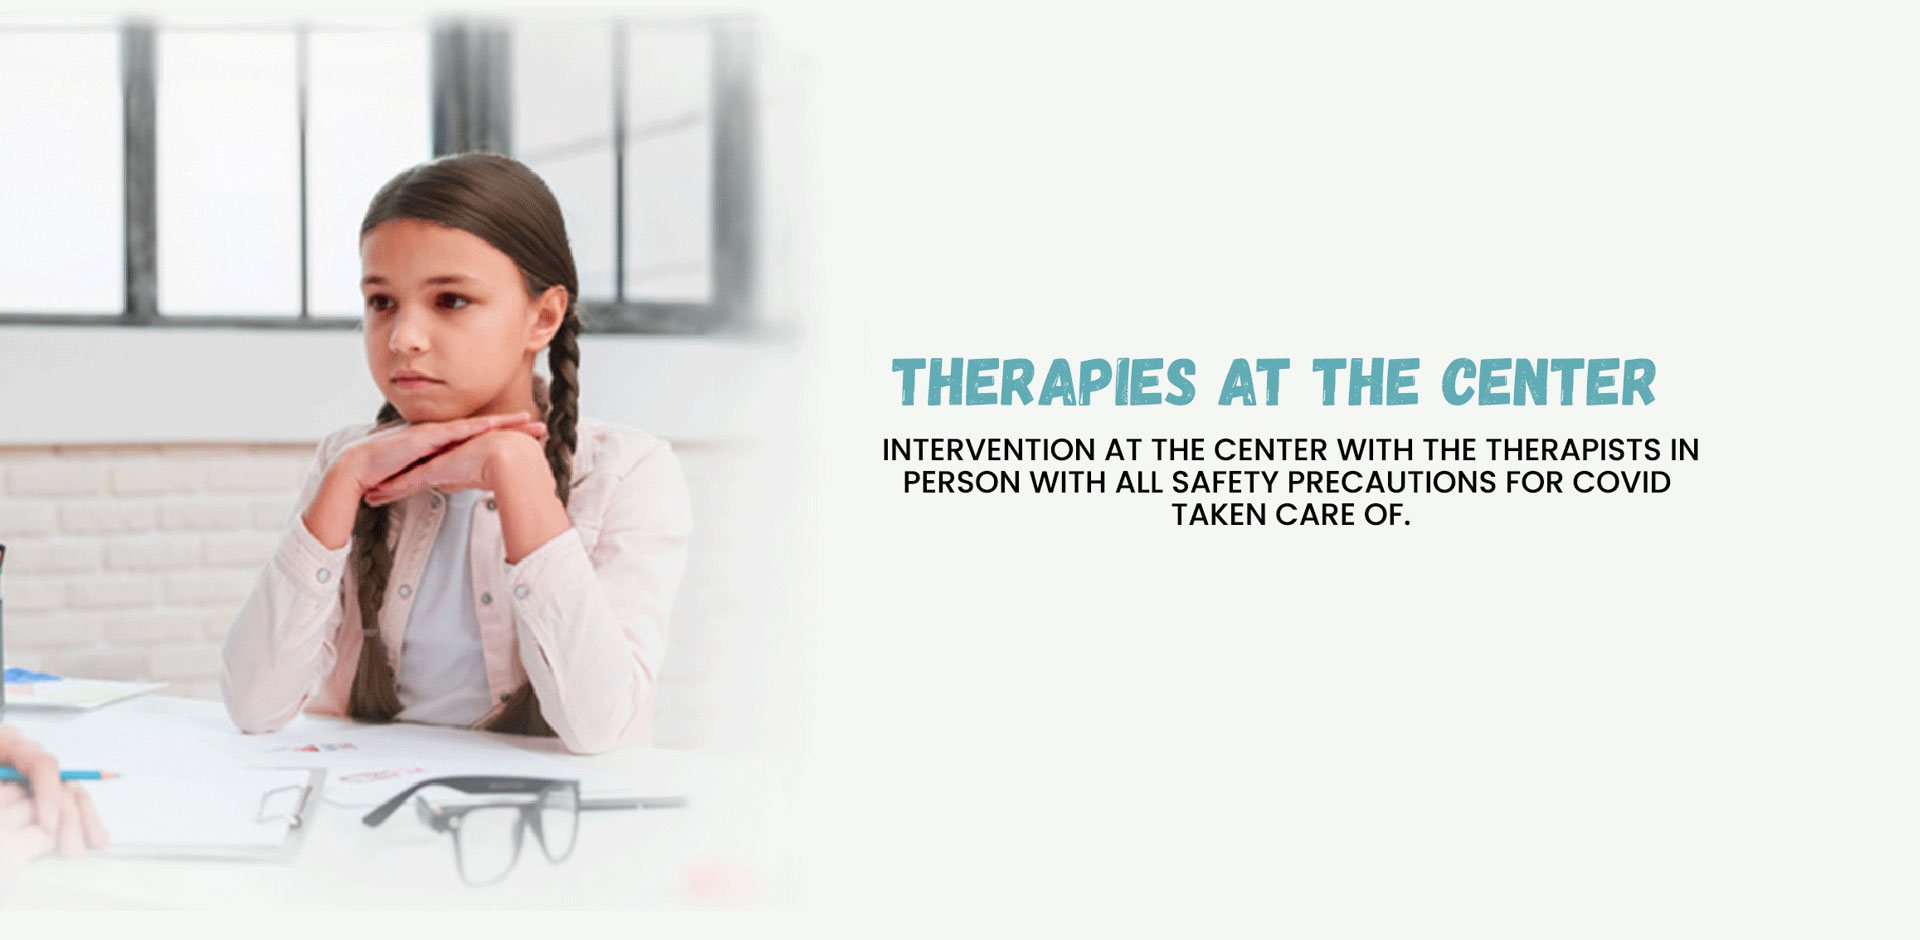 THERAPIES AT THE CENTER
INTERVENTION AT THE CENTER WITH THE THERAPISTS IN
PERSON WITH ALL SAFETY PRECAUTIONS FOR COVID
TAKEN CARE OF.